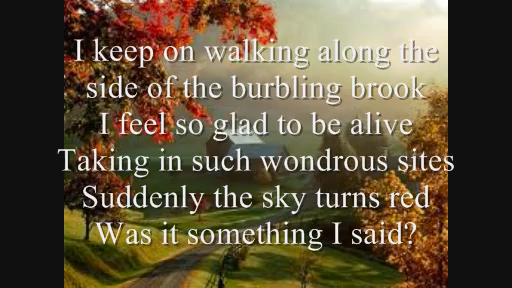 I keep on walking along the
side of the burbling brook
I feel so glad to be alive
Taking in such wondrous sites
Suddenly the sky turns red
Was it something I said?